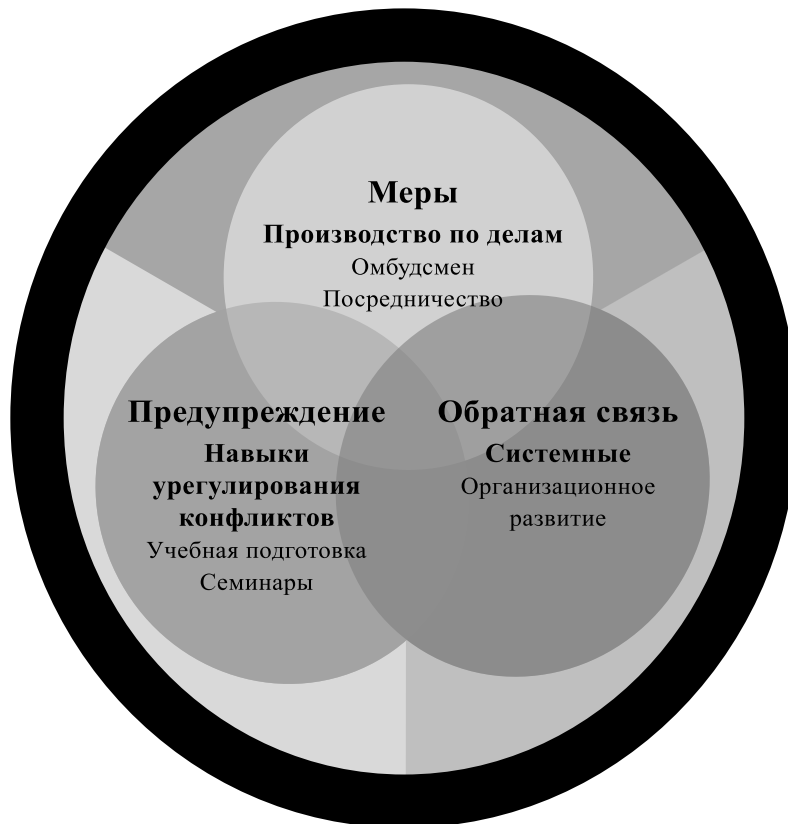 Меры
Производство по делам
Омбудсмен
Посредничество
Предупреждение
Навыки
урегулирования
конфликтов
Учебная подготовка
Семинары
Обратная связь
Системные
Организационное
развитие